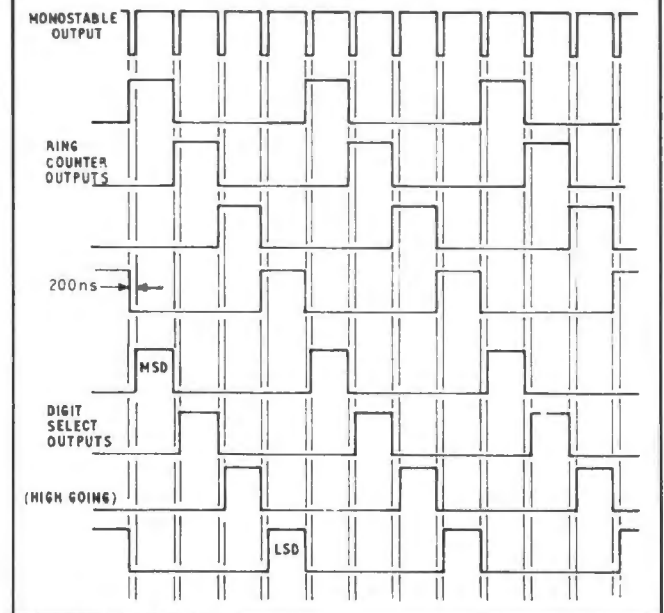 MONOSTABLE
OUTPUT
RING
COUNTER
OUTPUTS
200ns
MSD
DIGIT
SELECT
OUTPUTS
(HIGH GOING)
LSD